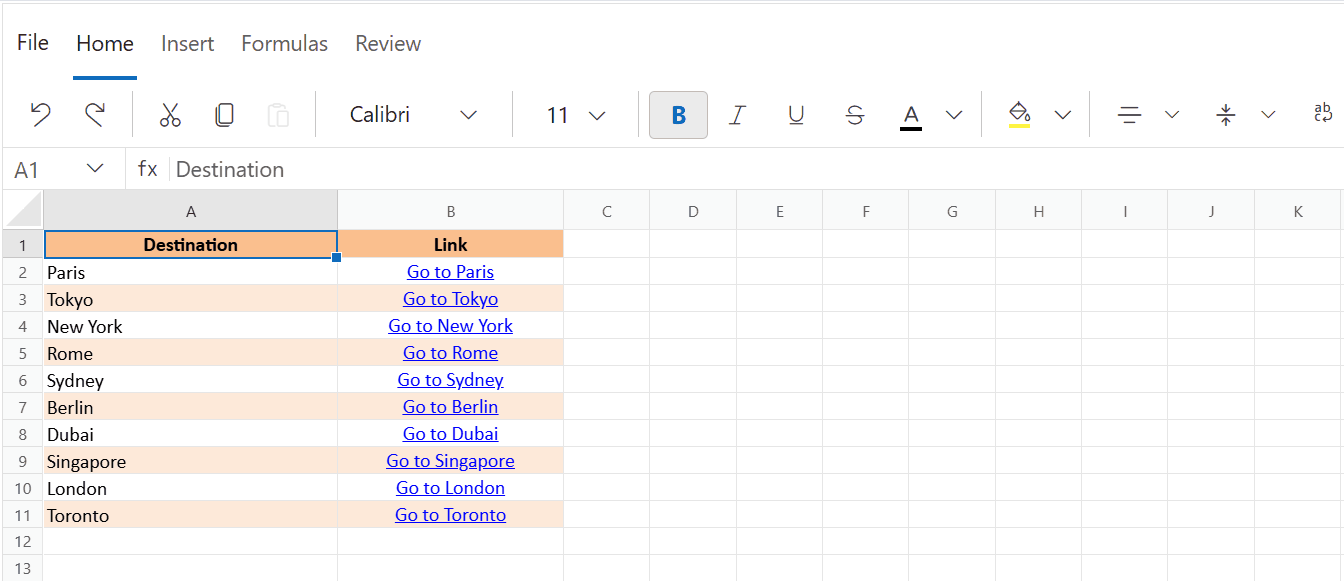 File Home Insert Formulas Review
Calibri 11 B I U S A ab c
A1 fx Destination
A B C D E F G H I J K
1 Destination Link
2 Paris Go to Paris
3 Tokyo Go to Tokyo
4 New York Go to New York
5 Rome Go to Rome
6 Sydney Go to Sydney
7 Berlin Go to Berlin
8 Dubai Go to Dubai
9 Singapore Go to Singapore
10 London Go to London
11 Toronto Go to Toronto
12
13